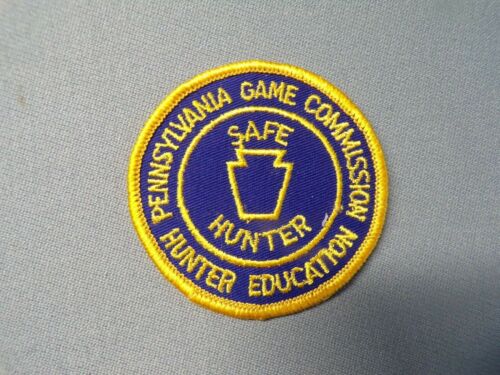 PENNSYLVANIA GAME COMMISSION
SAFE
HUNTER
HUNTER EDUCATION